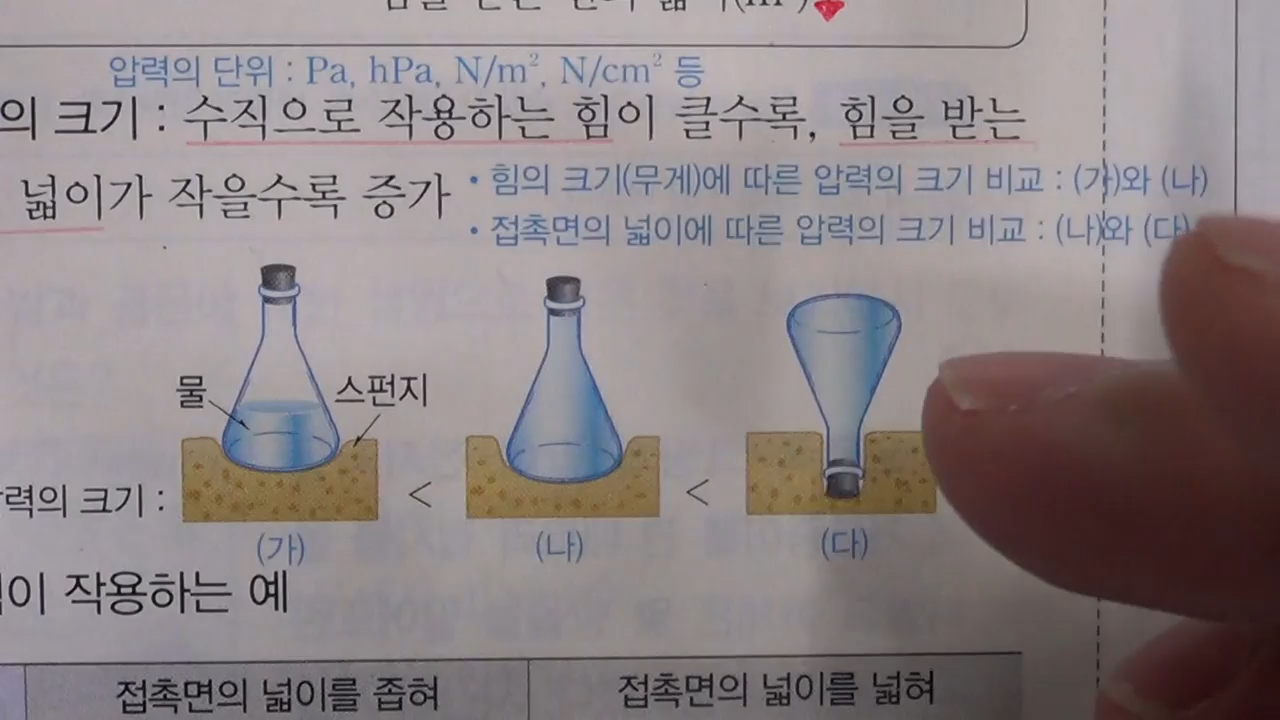 압력의 단위 : Pa, hPa, N/m², N/cm² 등
의 크기 : 수직으로 작용하는 힘이 클수록, 힘을 받는
넓이가 작을수록 증가
• 힘의 크기(무게)에 따른 압력의 크기 비교 : (가)와 (나)
• 접촉면의 넓이에 따른 압력의 크기 비교 : (나)와 (다)
물
스펀지
력의 크기 : < <
(가) (나) (다)
이 작용하는 예
접촉면의 넓이를 좁혀
접촉면의 넓이를 넓혀